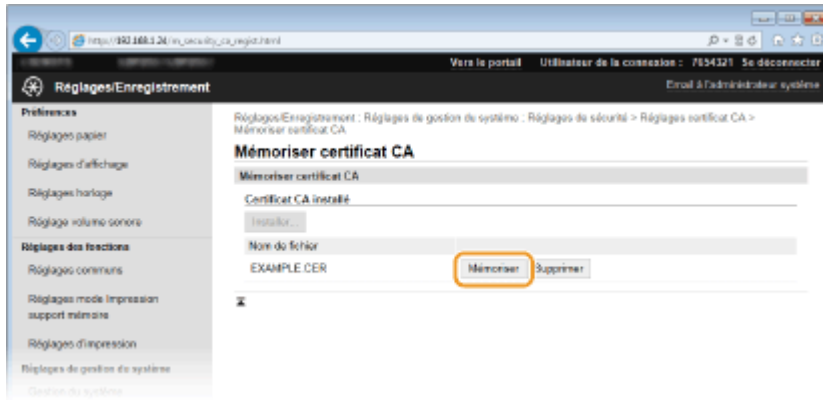 http://192.168.1.24/m_security_ca_regist.html
Vers le portail Utilisateur de la connexion : 7654321 Se déconnecter
Réglages/Enregistrement
Email à l'administrateur système
Préférences
Réglages papier
Réglages d'affichage
Réglages horloge
Réglage volume sonore
Réglages des fonctions
Réglages communs
Réglages mode Impression
support mémoire
Réglages d'impression
Réglages de gestion du système
Gestion du système
Réglages/Enregistrement : Réglages de gestion du système : Réglages de sécurité > Réglages certificat CA >
Mémoriser certificat CA
Mémoriser certificat CA
Mémoriser certificat CA
Certificat CA installé
Installer...
Nom de fichier
EXAMPLE.CER Mémoriser Supprimer